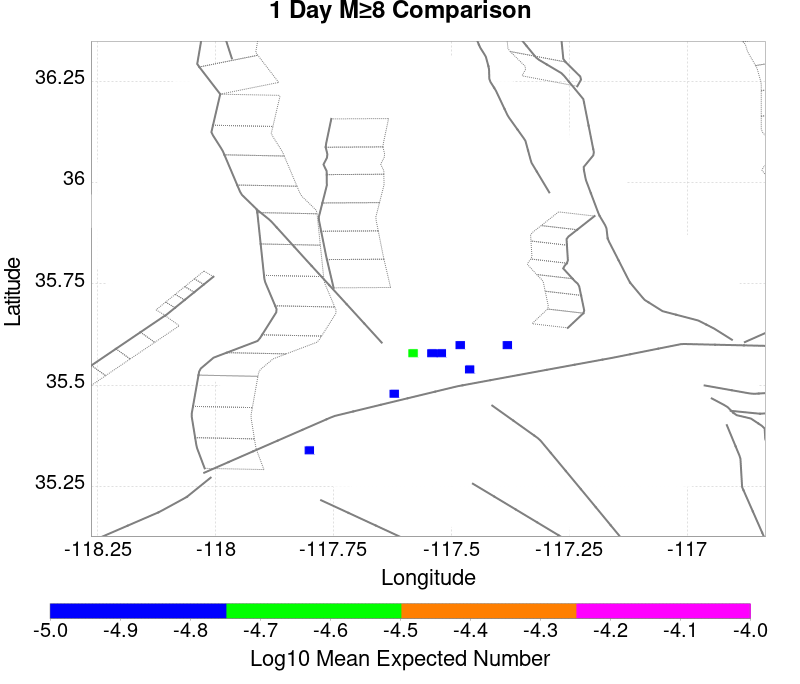 1 Day M≥8 Comparison
36.25
36
35.75
35.5
35.25
Latitude
-118.25 -118 -117.75 -117.5 -117.25 -117
Longitude
-5.0 -4.9 -4.8 -4.7 -4.6 -4.5 -4.4 -4.3 -4.2 -4.1 -4.0
Log10 Mean Expected Number